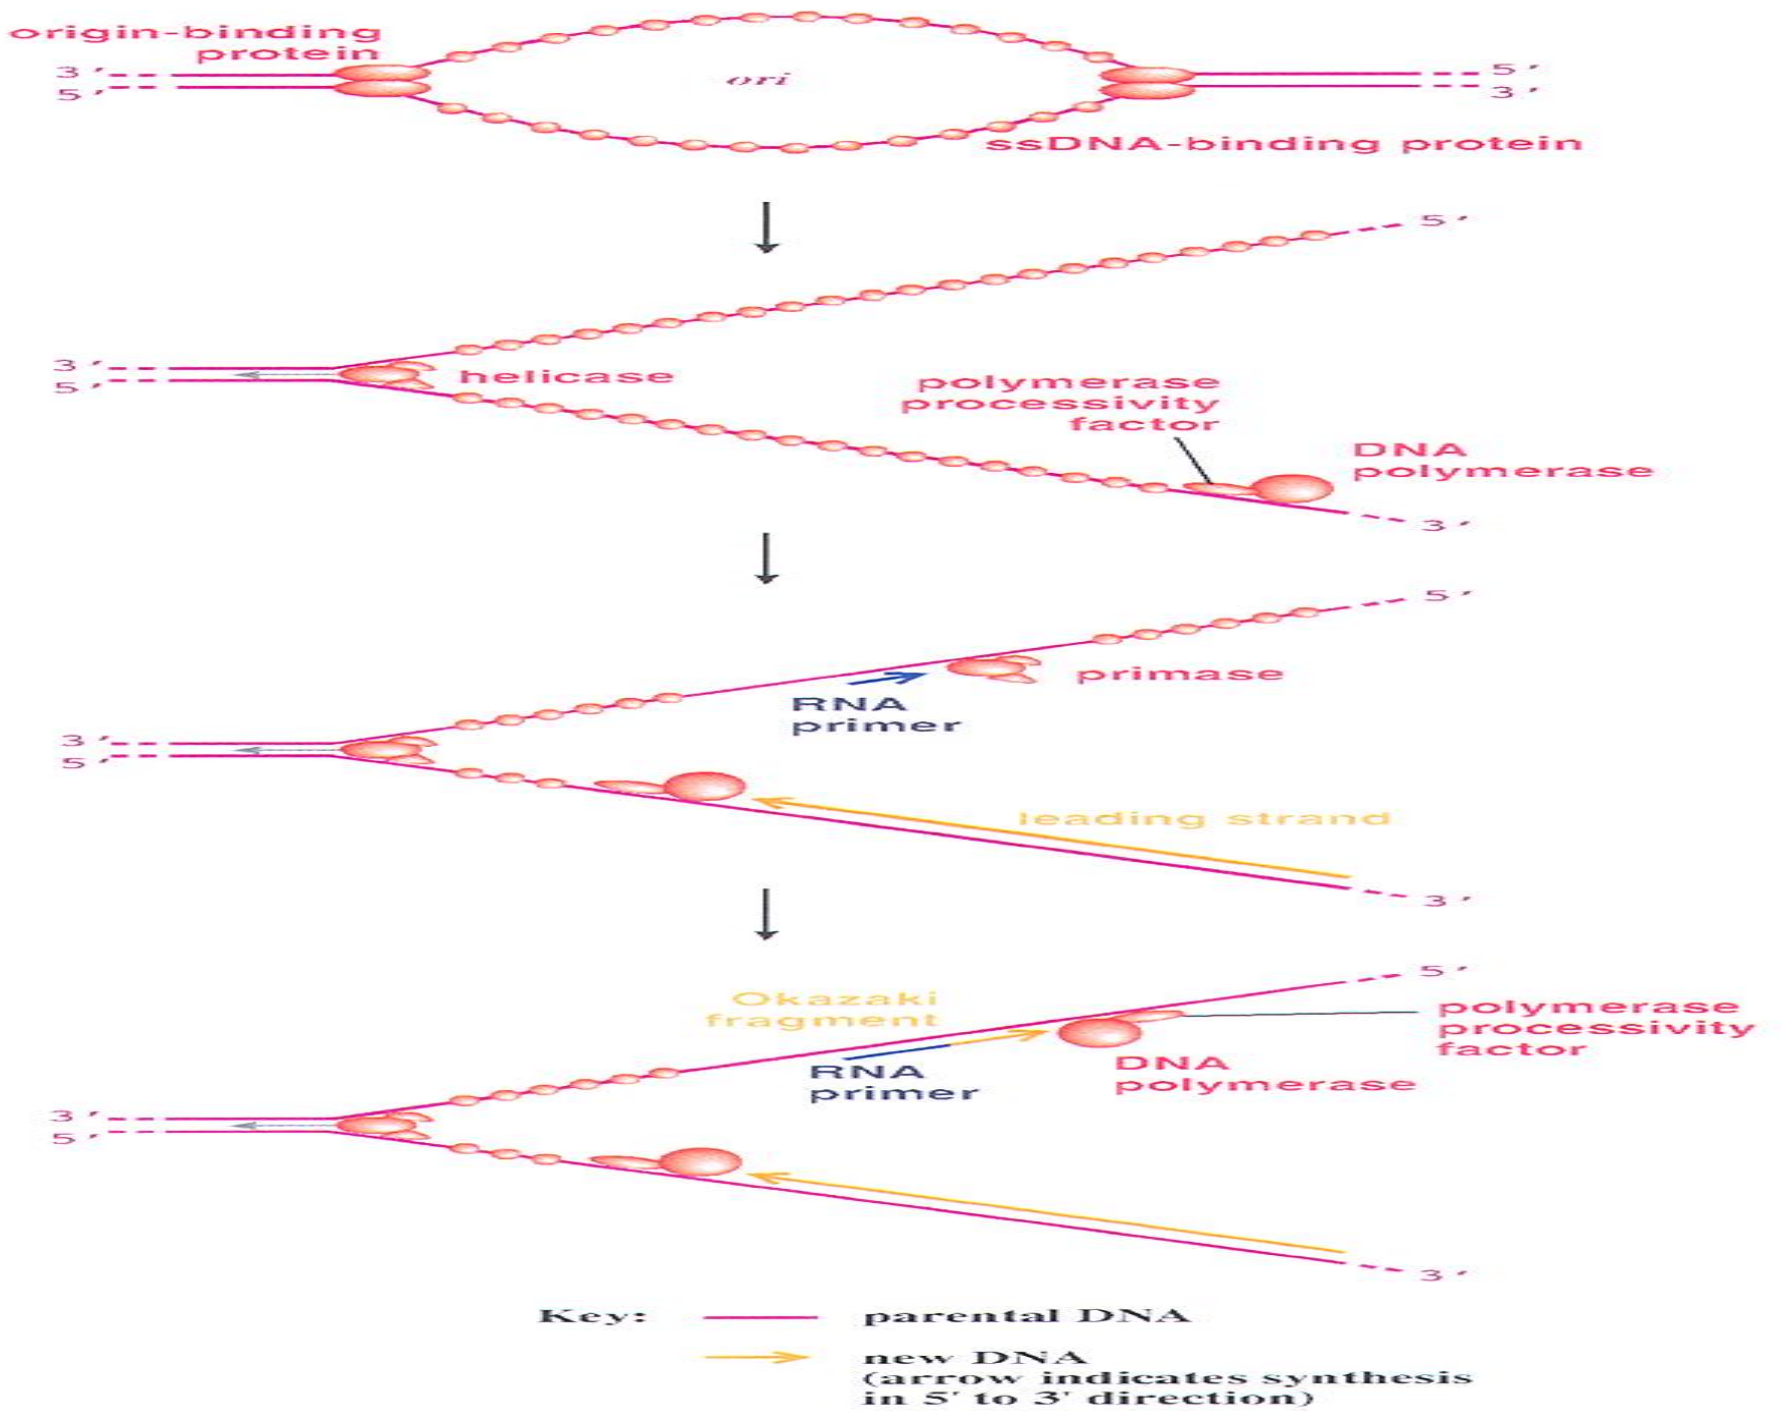 origin-binding
protein
3 ′
5 ′
ori
5 ′
3 ′
ssDNA-binding protein
5 ′
3 ′
5 ′
helicase
polymerase
processivity
factor
DNA
polymerase
3 ′
5 ′
primase
RNA
primer
3 ′
5 ′
leading strand
3 ′
5 ′
Okazaki
fragment
polymerase
processivity
factor
RNA
primer
DNA
polymerase
3 ′
5 ′
3 ′
Key:
parental DNA
new DNA
(arrow indicates synthesis
in 5′ to 3′ direction)